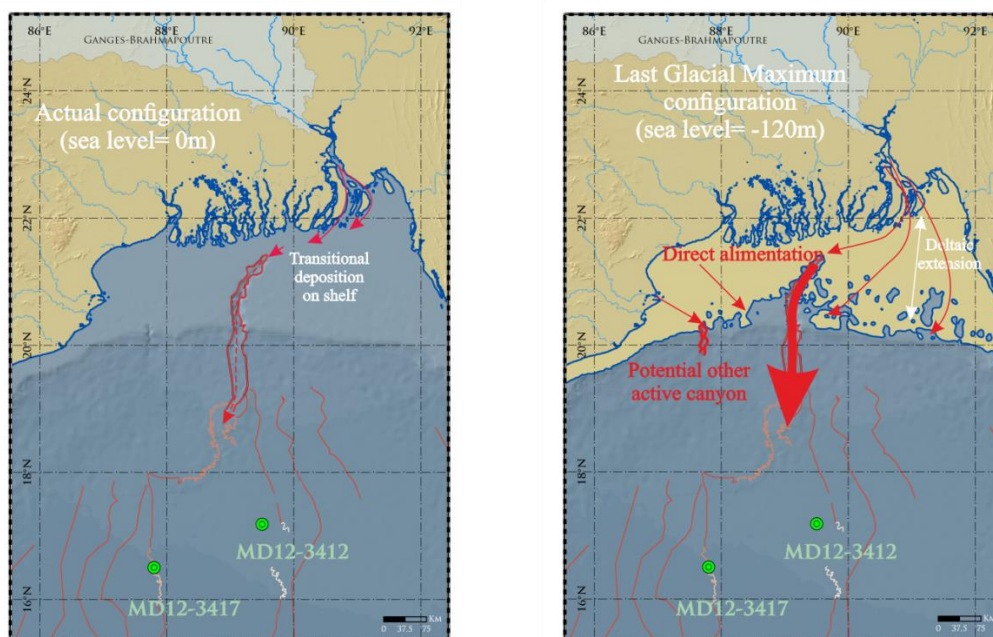 86°E 88°E 90°E 92°E
GANGES-BRAHMAPOUTRE
24°N
Actual configuration
(sea level= 0m)
22°N
Transitional
deposition
on shelf
20°N
18°N
MD12-3412
MD12-3417
16°N
KM
0 37.5 75
86°E 88°E 90°E 92°E
GANGES-BRAHMAPOUTRE
24°N
Last Glacial Maximum
configuration
(sea level= -120m)
22°N
Direct alimentation
Deltaic
extension
20°N
Potential other
active canyon
18°N
MD12-3412
MD12-3417
16°N
KM
0 37.5 75